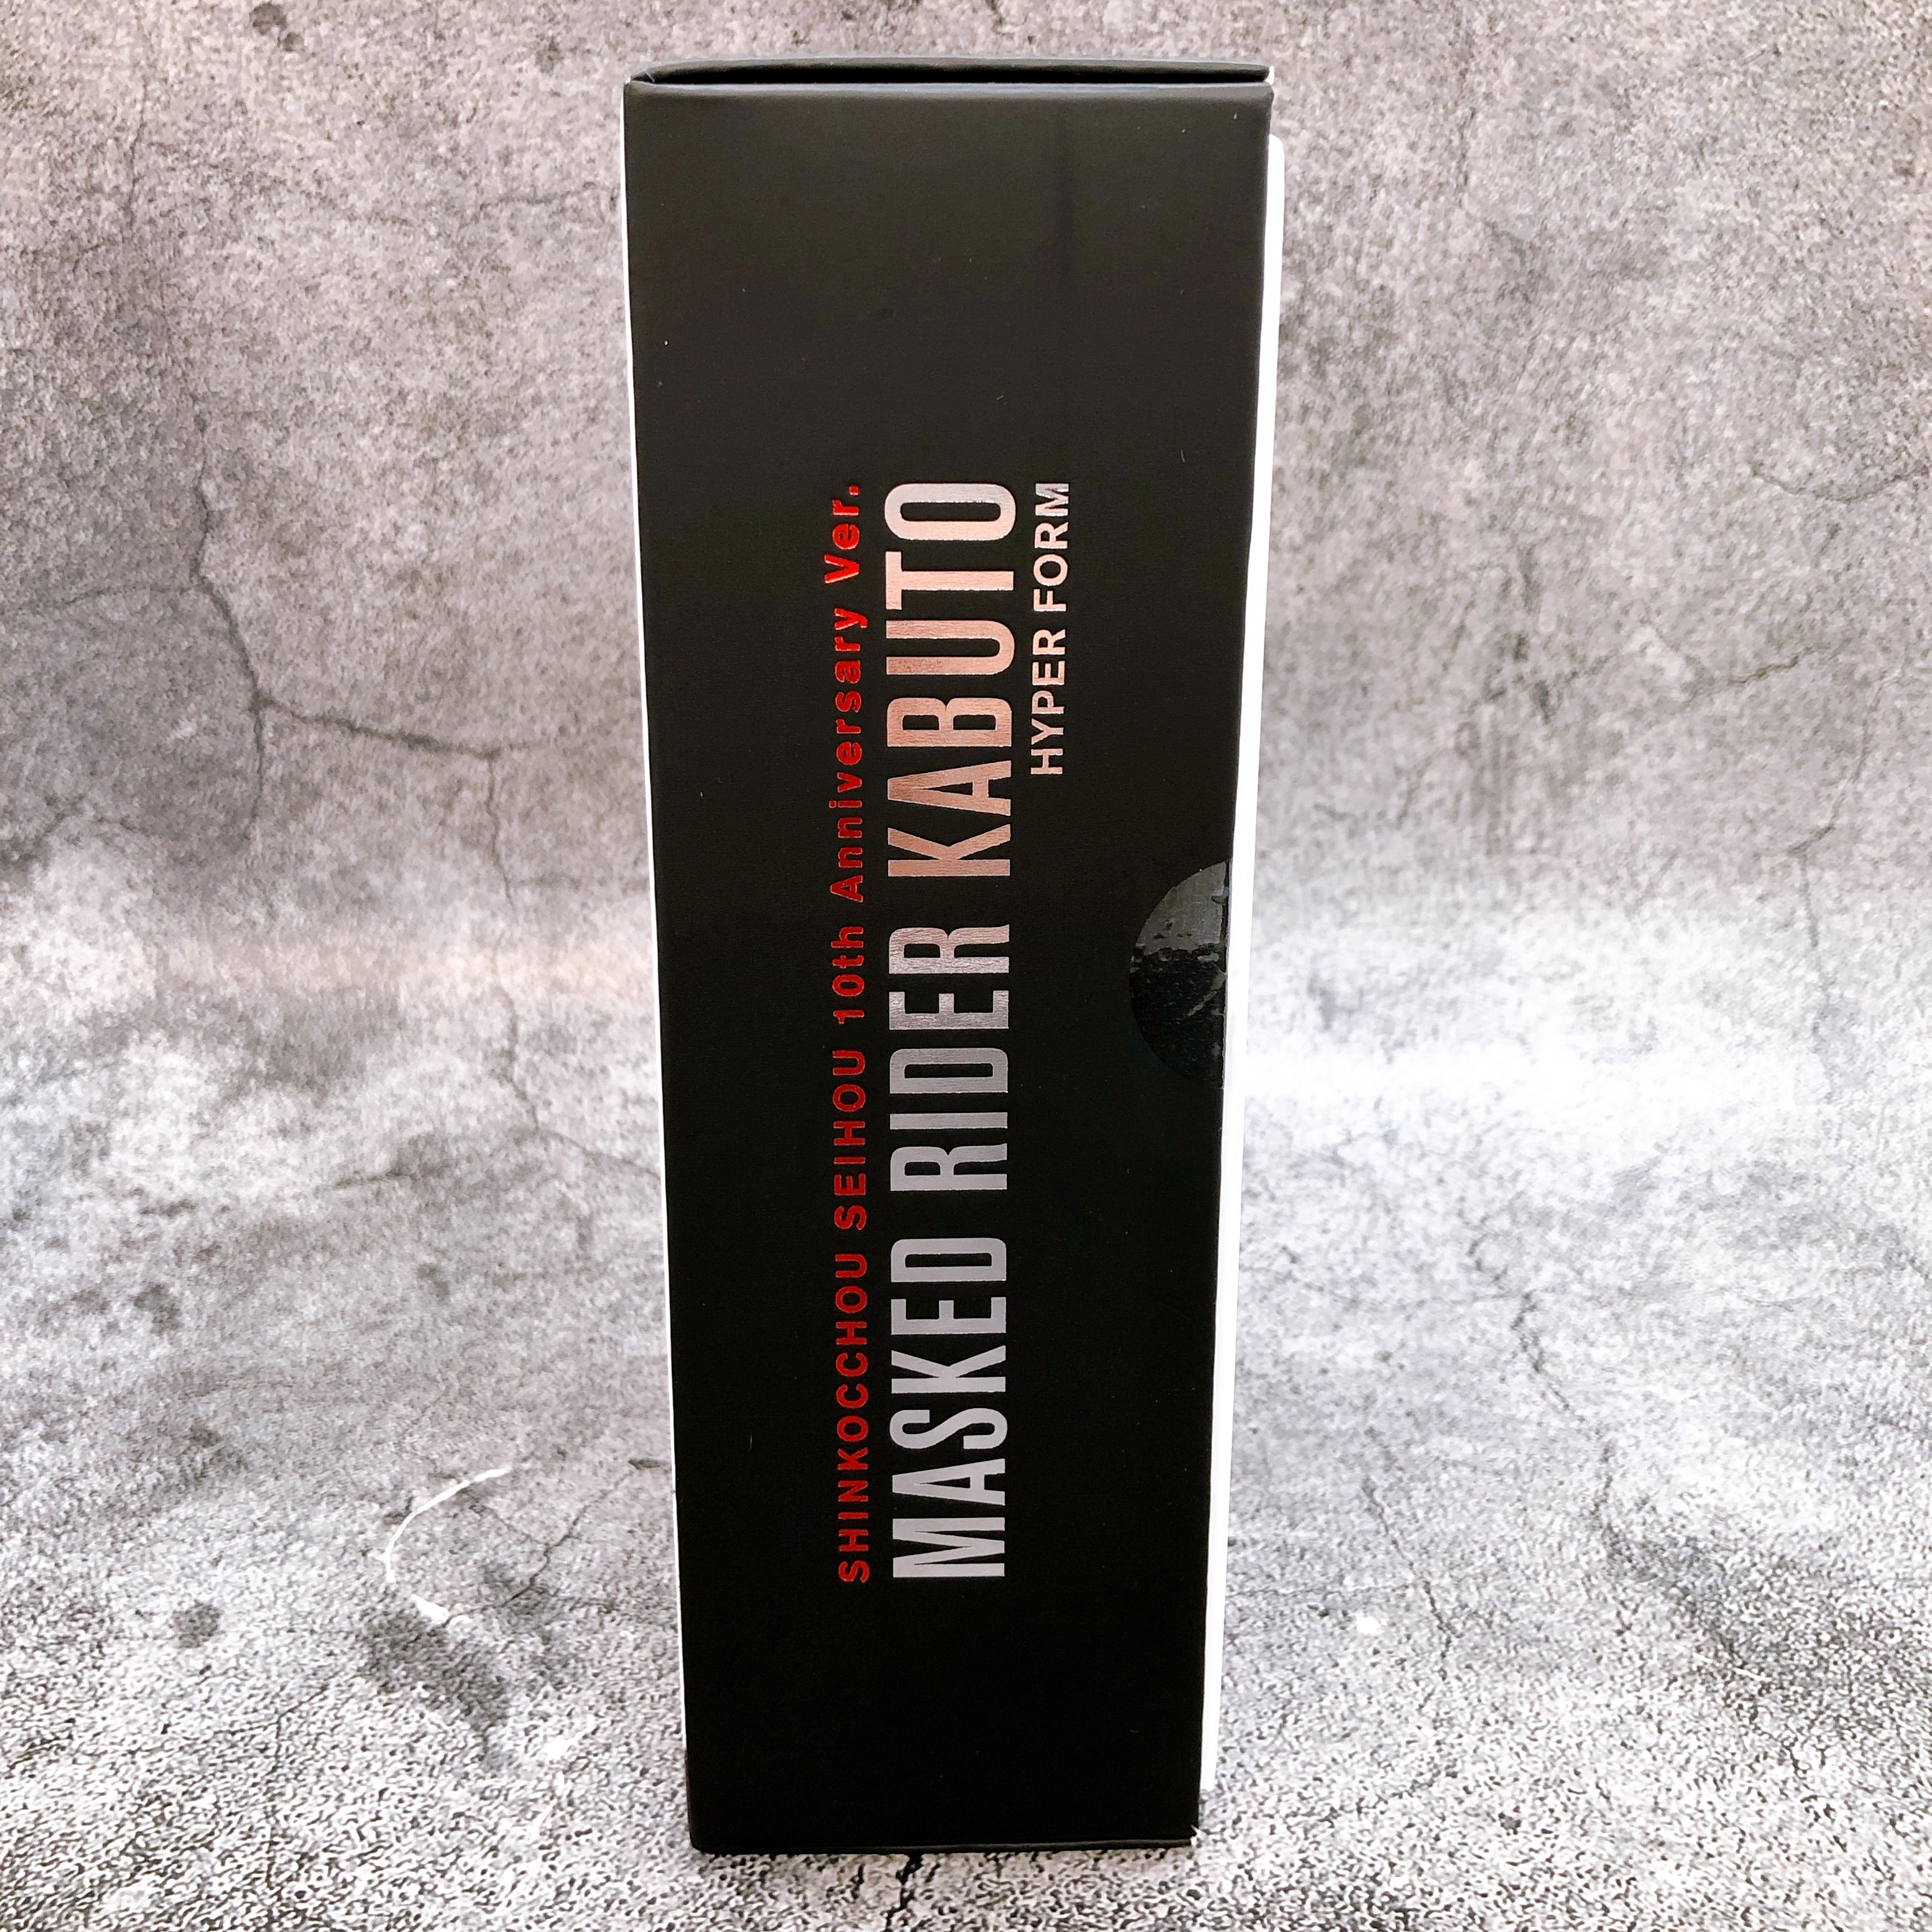 SHINKOCCHOU SEIHOU 10th Anniversary Ver.
MASKED RIDER KABUTO
HYPER FORM